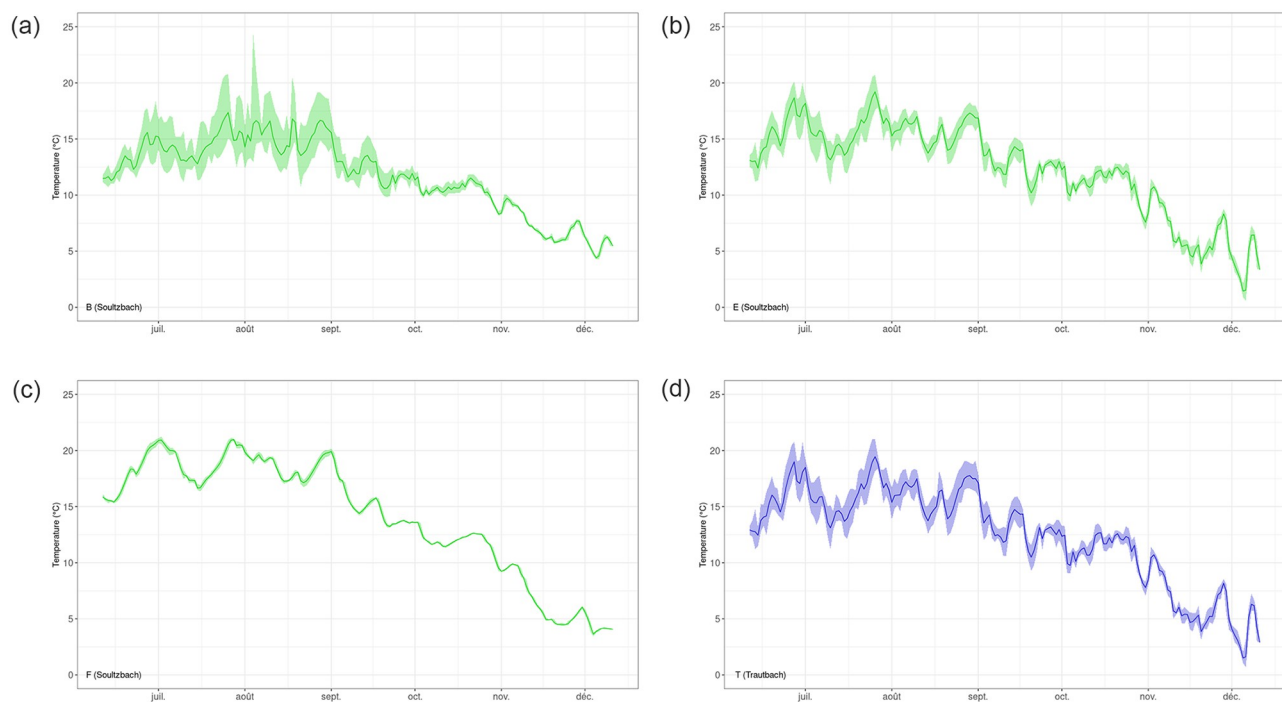 (a)
25
20
15
10
5
0
Temperature (°C)
B (Soultzbach)
juil. août sept. oct. nov. déc.
(b)
25
20
15
10
5
0
Temperature (°C)
E (Soultzbach)
juil. août sept. oct. nov. déc.
(c)
25
20
15
10
5
0
Temperature (°C)
F (Soultzbach)
juil. août sept. oct. nov. déc.
(d)
25
20
15
10
5
0
Temperature (°C)
T (Trautbach)
juil. août sept. oct. nov. déc.